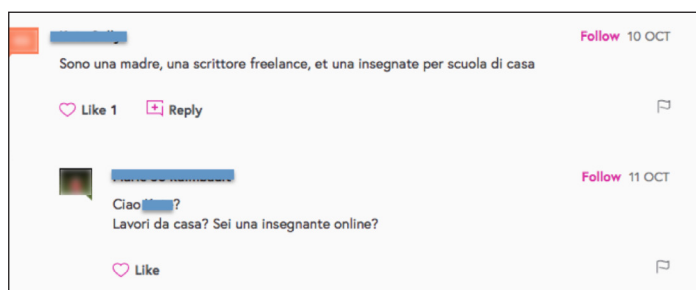 Follow 10 OCT
Sono una madre, una scrittore freelance, et una insegnate per scuola di casa
Like 1 Reply
Follow 11 OCT
Ciao ?
Lavori da casa? Sei una insegnante online?
Like